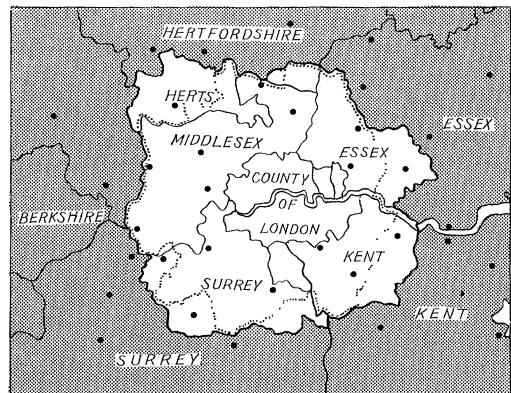 HERTFORDSHIRE
HERTS
ESSEX
MIDDLESEX
ESSEX
COUNTY
OF
LONDON
BERKSHIRE
KENT
SURREY
KENT
SURREY